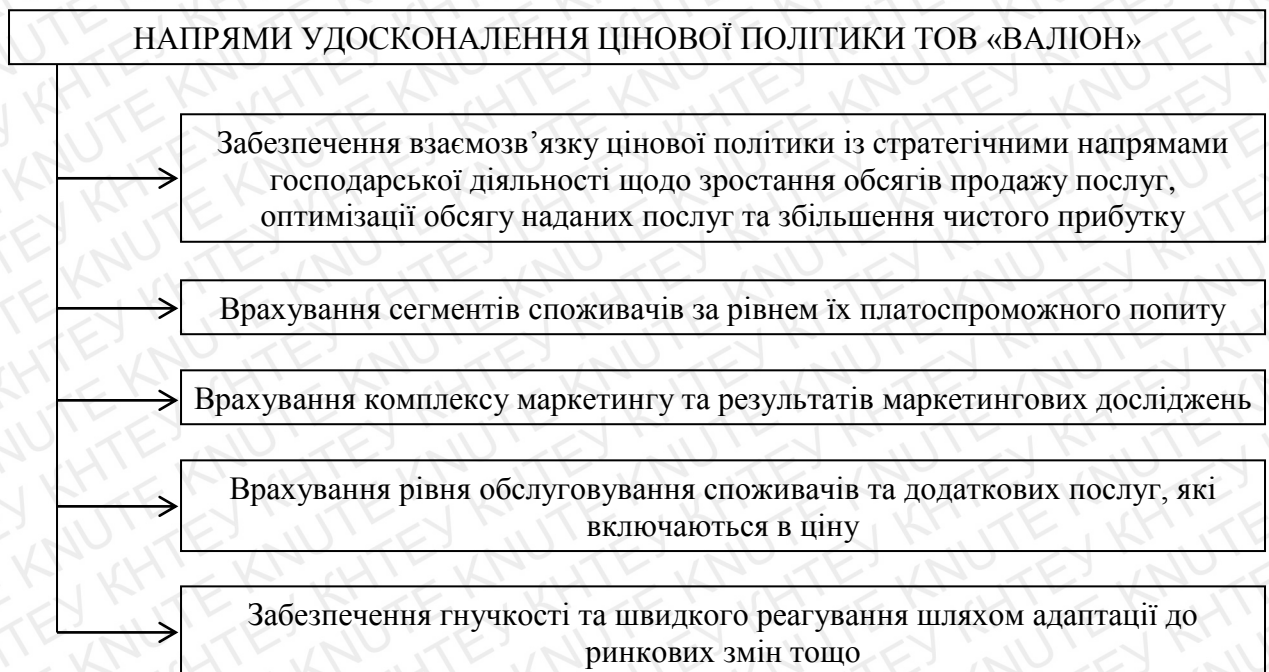 НАПРЯМИ УДОСКОНАЛЕННЯ ЦІНОВОЇ ПОЛІТИКИ ТОВ «ВАЛІОН»
Забезпечення взаємозв’язку цінової політики із стратегічними напрямами
господарської діяльності щодо зростання обсягів продажу послуг,
оптимізації обсягу наданих послуг та збільшення чистого прибутку
Врахування сегментів споживачів за рівнем їх платоспроможного попиту
Врахування комплексу маркетингу та результатів маркетингових досліджень
Врахування рівня обслуговування споживачів та додаткових послуг, які
включаються в ціну
Забезпечення гнучкості та швидкого реагування шляхом адаптації до
ринкових змін тощо